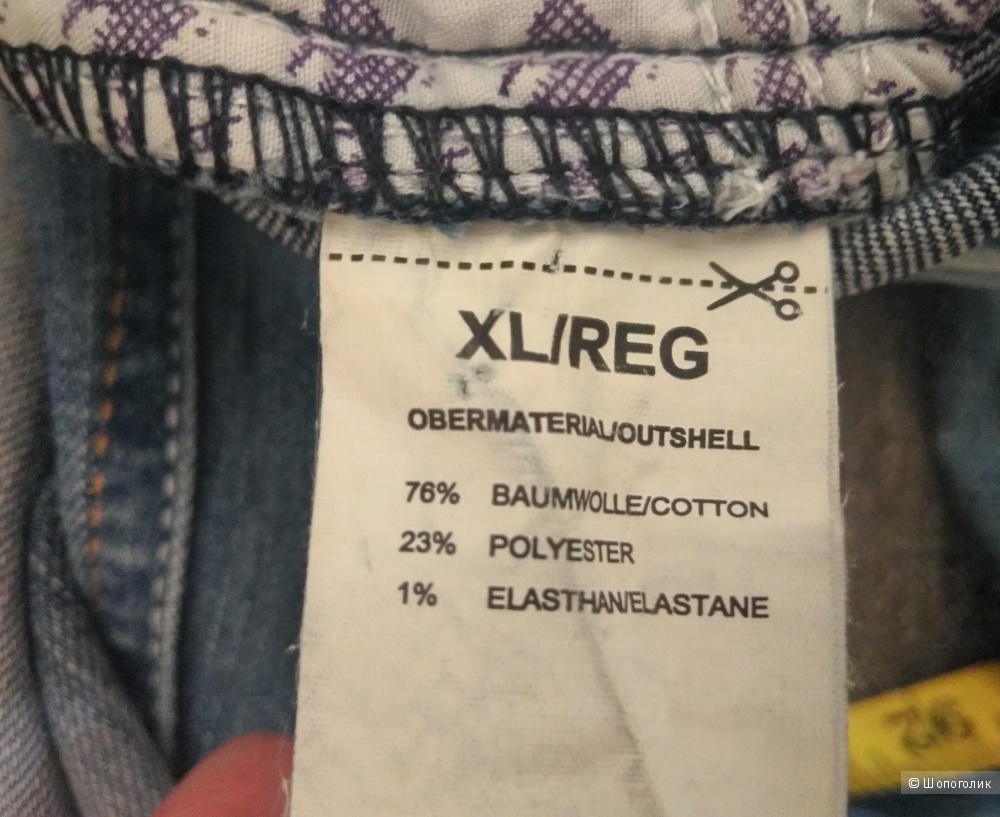 XL/REG
OBERMATERIAL/OUTSHELL
76% BAUMWOLLE/COTTON
23% POLYESTER
1% ELASTHAN/ELASTANE
© Шопоголик